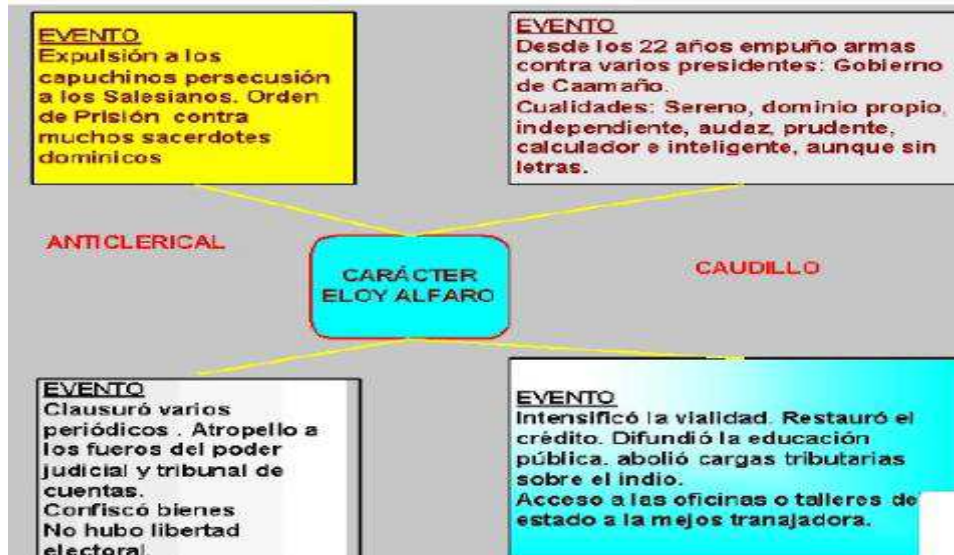 EVENTO
Expulsión a los
capuchinos persecusión
a los Salesianos. Orden
de Prisión contra
muchos sacerdotes
dominicos
EVENTO
Desde los 22 años empuño armas
contra varios presidentes: Gobierno
de Caamaño.
Cualidades: Sereno, dominio propio,
independiente, audaz, prudente,
calculador e inteligente, aunque sin
letras.
ANTICLERICAL
CARÁCTER
ELOY ALFARO
CAUDILLO
EVENTO
Clausuró varios
periódicos . Atropello a
los fueros del poder
judicial y tribunal de
cuentas.
Confiscó bienes
No hubo libertad
electoral
EVENTO
Intensificó la vialidad. Restauró el
crédito. Difundió la educación
pública. abolió cargas tributarias
sobre el indio.
Acceso a las oficinas o talleres de
estado a la mejos tranajadora.